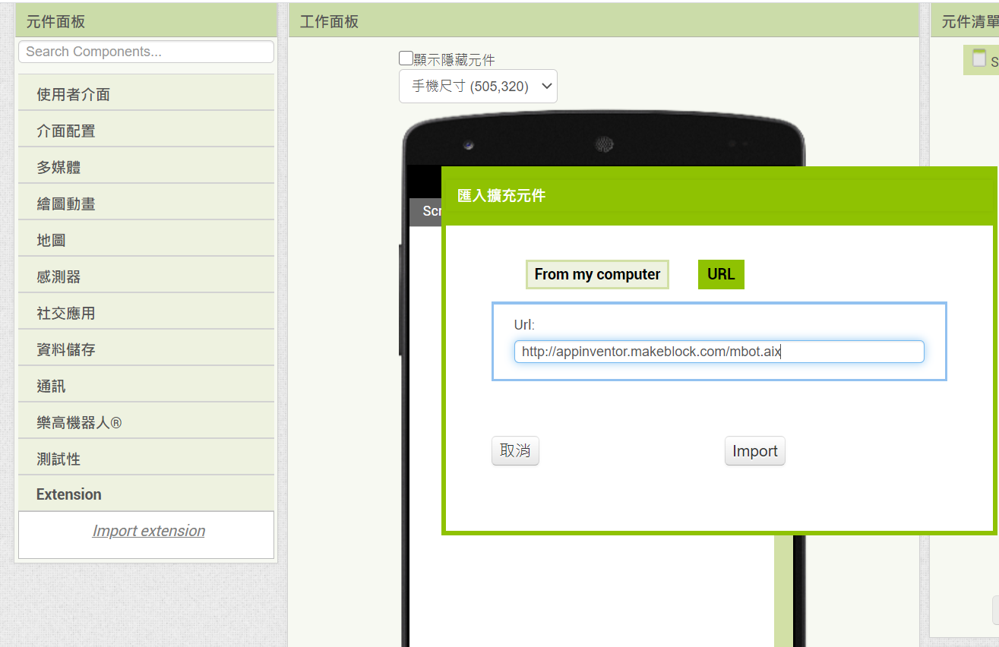 元件面板
Search Components...
使用者介面
介面配置
多媒體
繪圖動畫
地圖
感測器
社交應用
資料儲存
通訊
樂高機器人®
測試性
Extension
Import extension
工作面板
顯示隱藏元件
手機尺寸 (505,320)
Scr
匯入擴充元件
From my computer
URL
Url:
http://appinventor.makeblock.com/mbot.aix
取消
Import
元件清單
S